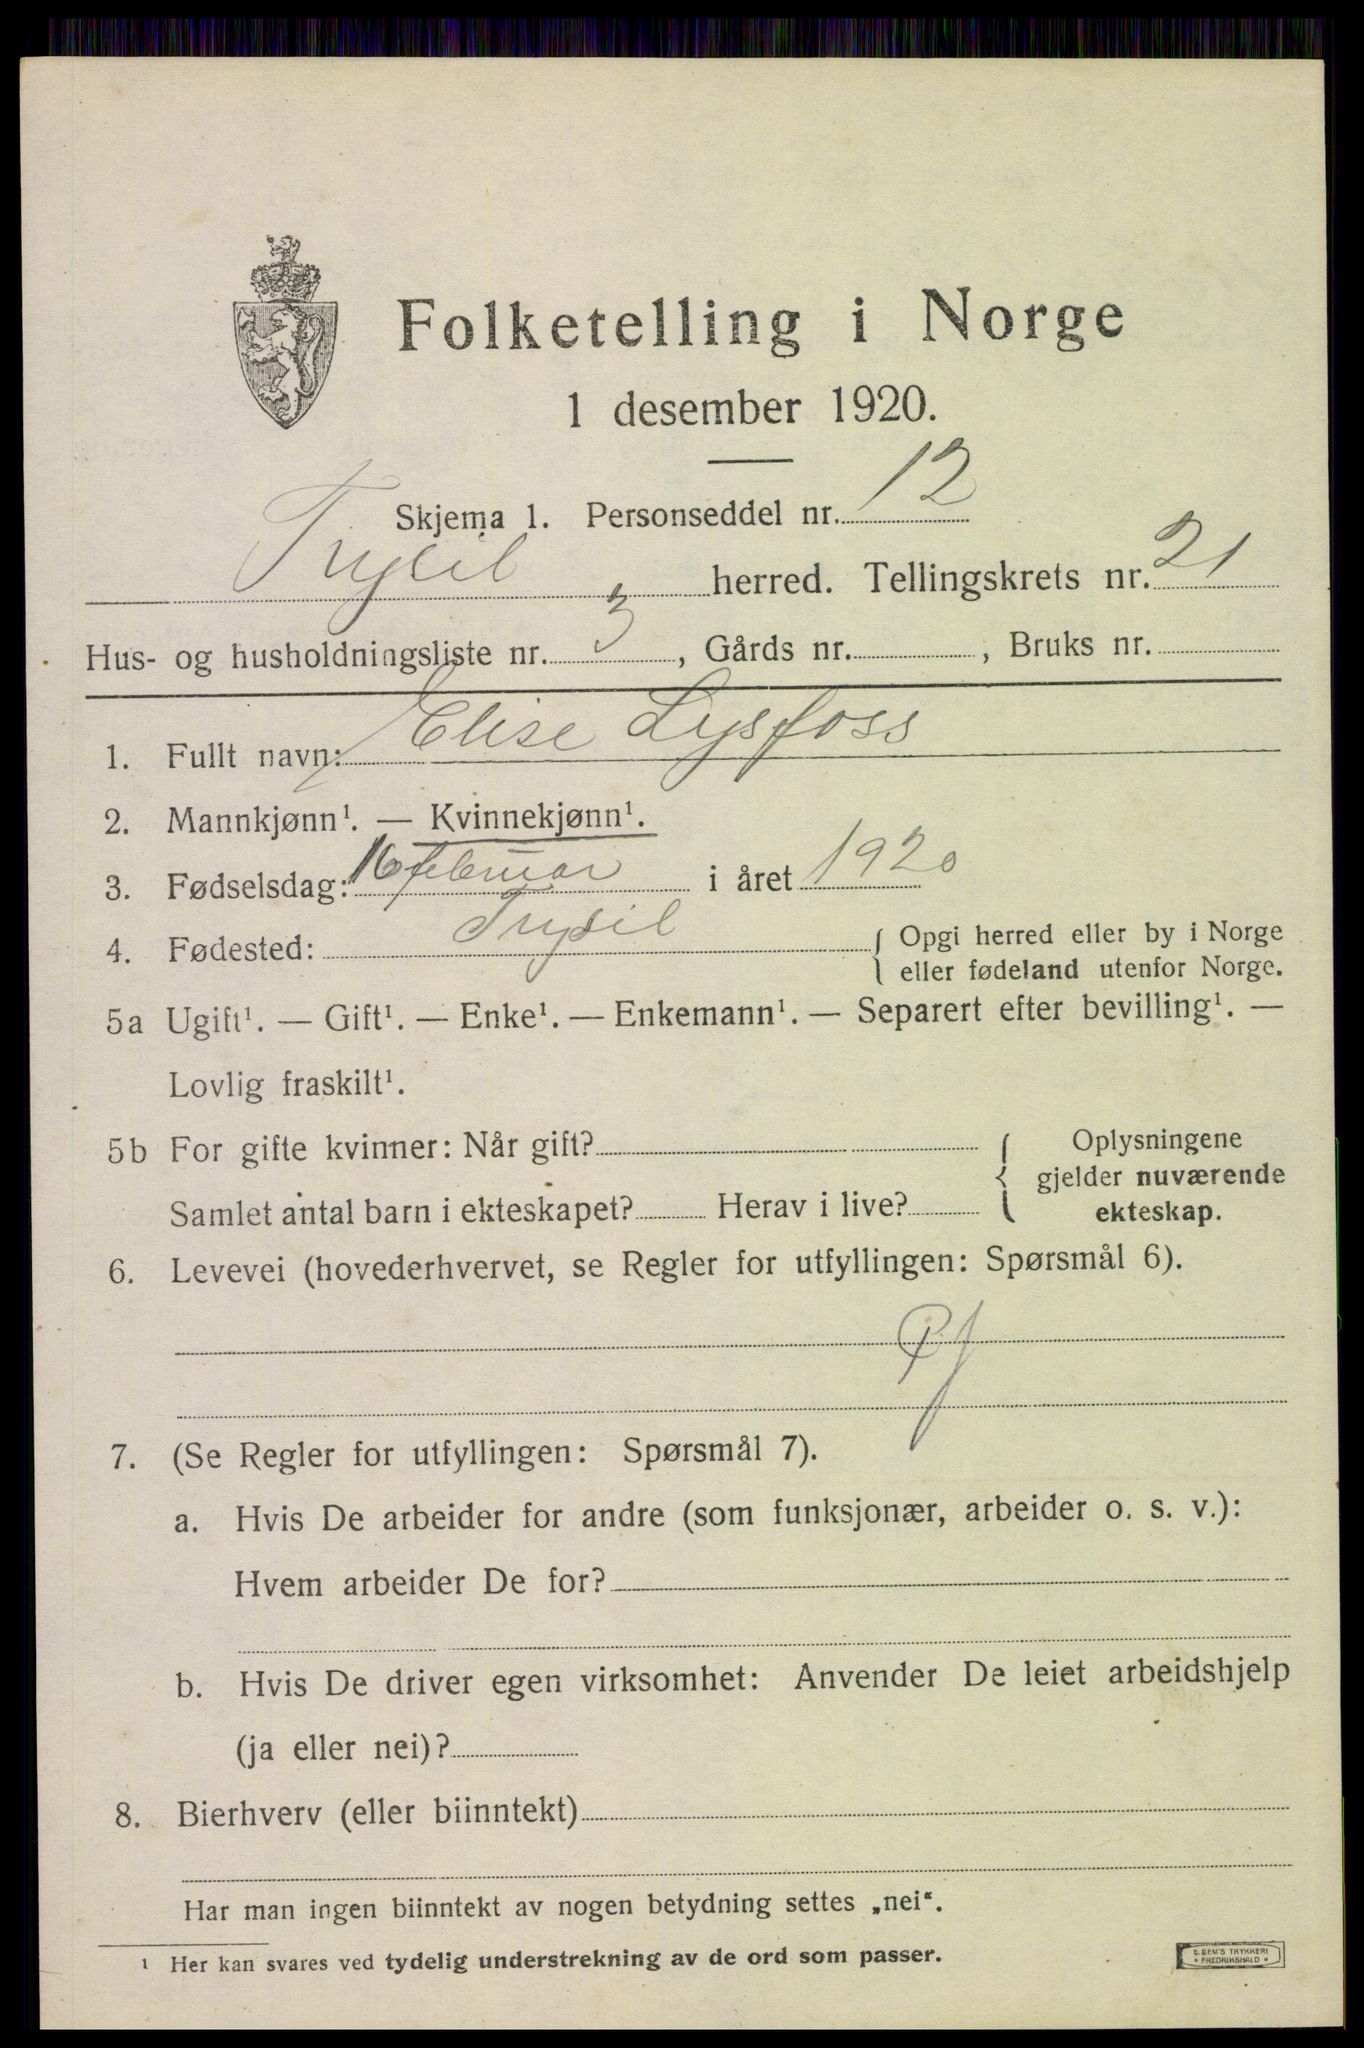 Folketelling i Norge
1 desember 1920.
Skjema 1. Personseddel nr. 12
Trysil herred. Tellingskrets nr. 21
Hus- og husholdningsliste nr. 3, Gårds nr. , Bruks nr.
1. Fullt navn: Elise Lysfoss
2. Mannkjønn¹. — Kvinnekjønn¹.
3. Fødselsdag: 16 februar i året 1920
4. Fødested: Trysil { Opgi herred eller by i Norge
eller fødeland utenfor Norge.
5a Ugift¹. — Gift¹. — Enke¹. — Enkemann¹. — Separert efter bevilling¹. —
Lovlig fraskilt¹.
5b For gifte kvinner: Når gift? { Oplysningene
gjelder nuværende
Samlet antal barn i ekteskapet? Herav i live? ekteskap.
6. Levevei (hovederhvervet, se Regler for utfyllingen: Spørsmål 6).
7. (Se Regler for utfyllingen: Spørsmål 7).
a. Hvis De arbeider for andre (som funksjonær, arbeider o. s. v.):
Hvem arbeider De for?
b. Hvis De driver egen virksomhet: Anvender De leiet arbeidshjelp
(ja eller nei)?
8. Bierhverv (eller biinntekt)
Har man ingen biinntekt av nogen betydning settes „nei“.
¹ Her kan svares ved tydelig understrekning av de ord som passer.
E. SEM'S TRYKKERI
• FREDRIKSHALD •